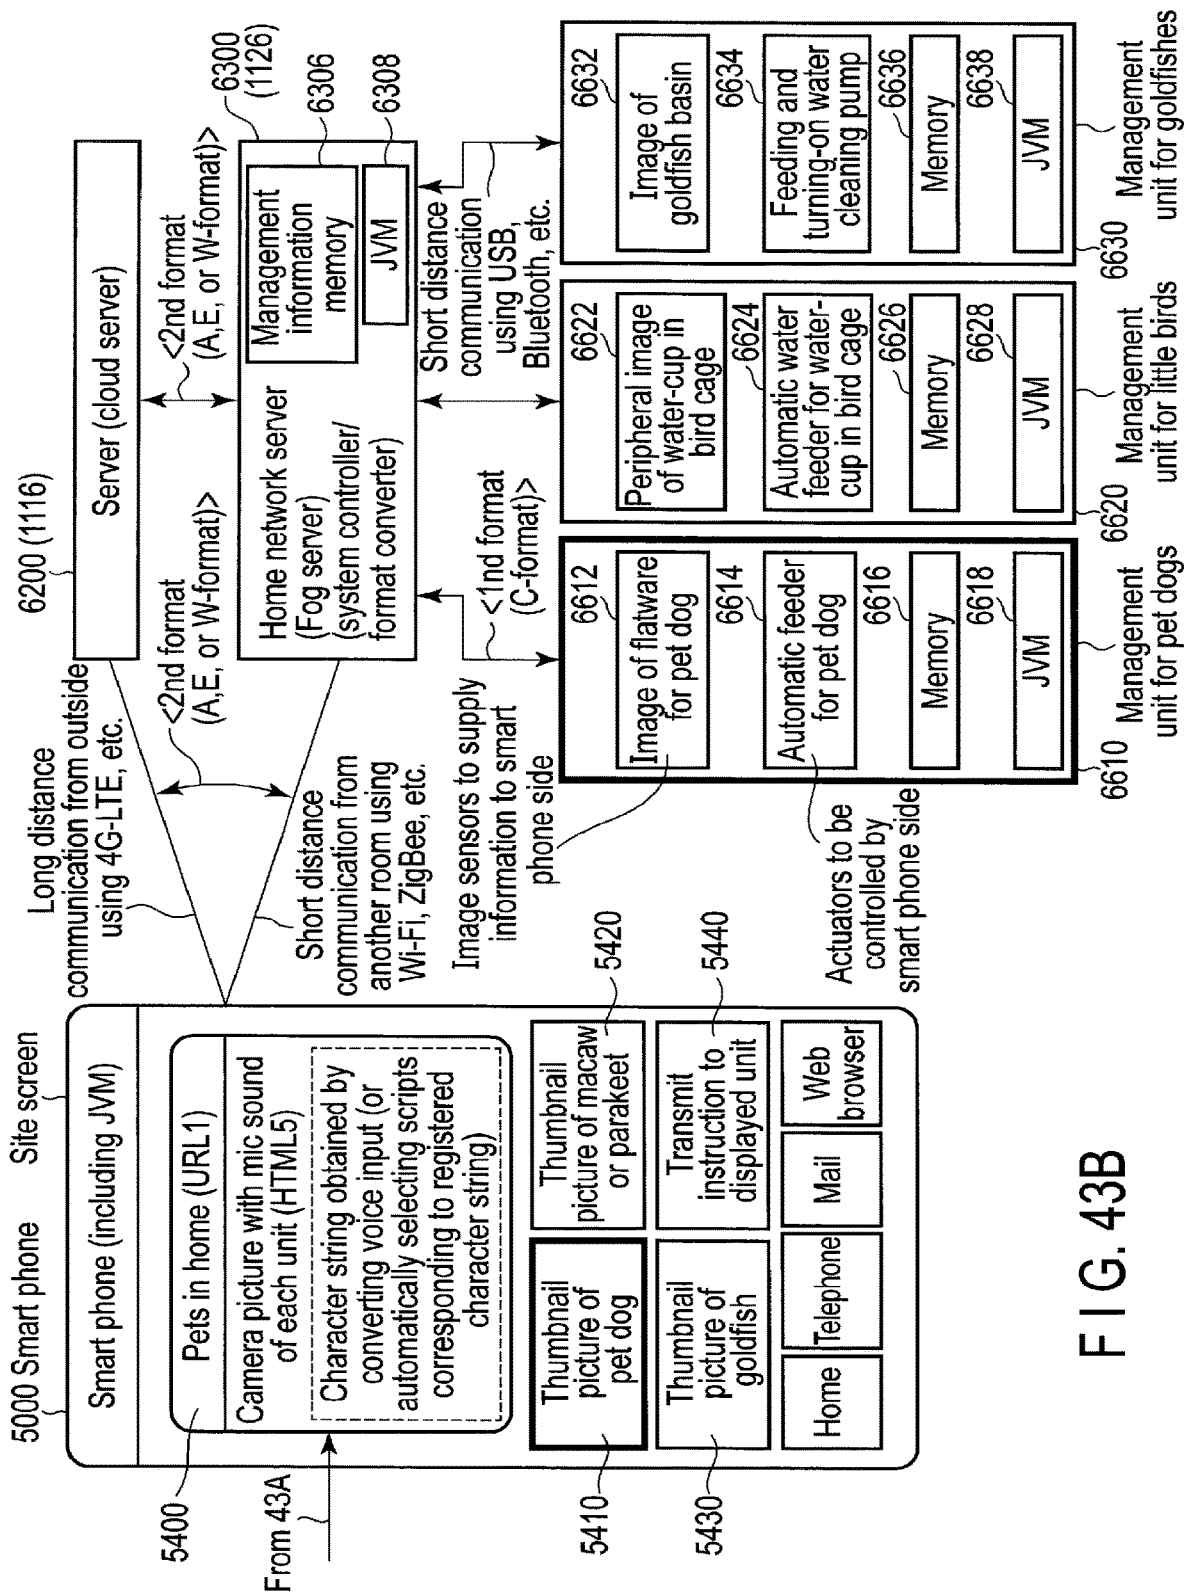 5000 Smart phone
Site screen
Smart phone (including JVM)
5400
Pets in home (URL1)
Camera picture with mic sound
of each unit (HTML5)
Character string obtained by
converting voice input (or
automatically selecting scripts
corresponding to registered
character string)
From 43A
5410
Thumbnail
picture of
pet dog
Thumbnail
picture of macaw
or parakeet
5420
5430
Thumbnail
picture of
goldfish
Transmit
instruction to
displayed unit
5440
Home
Telephone
Mail
Web
browser
Long distance
communication from outside
using 4G-LTE, etc.
<2nd format
(A,E, or W-format)>
Short distance
communication from
another room using
Wi-Fi, ZigBee, etc.
6200 (1116)
Server (cloud server)
<2nd format
(A,E, or W-format)>
6300
(1126)
Home network server
(Fog server)
(system controller/
format converter)
Management
information
memory
6306
JVM
6308
Image sensors to supply
information to smart
phone side
<1nd format
(C-format)>
Short distance
communication
using USB,
Bluetooth, etc.
Actuators to be
controlled by
smart phone side
6612
Image of flatware
for pet dog
6614
Automatic feeder
for pet dog
6616
Memory
6618
JVM
6610
Management
unit for pet dogs
6622
Peripheral image
of water-cup in
bird cage
6624
Automatic water
feeder for water-
cup in bird cage
6626
Memory
6628
JVM
6620
Management
unit for little birds
6632
Image of
goldfish basin
6634
Feeding and
turning-on water
cleaning pump
6636
Memory
6638
JVM
6630
Management
unit for goldfishes
FIG. 43B